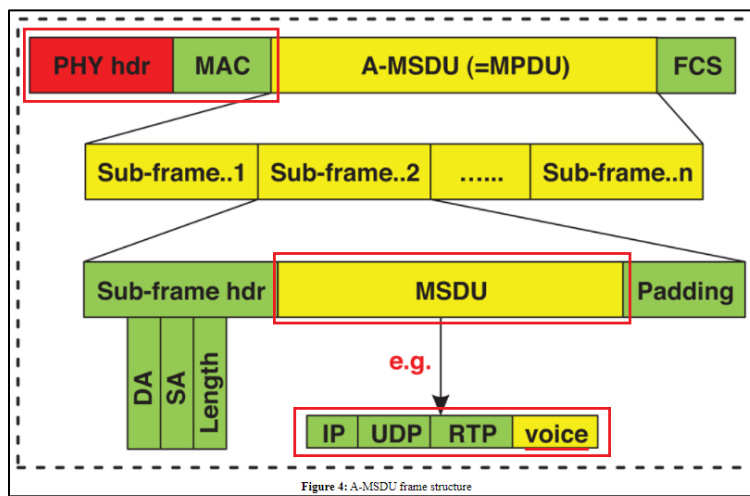 PHY hdr MAC A-MSDU (=MPDU) FCS
Sub-frame..1 Sub-frame..2 ...... Sub-frame..n
Sub-frame hdr MSDU Padding
DA
SA
Length
e.g.
IP UDP RTP voice
Figure 4: A-MSDU frame structure